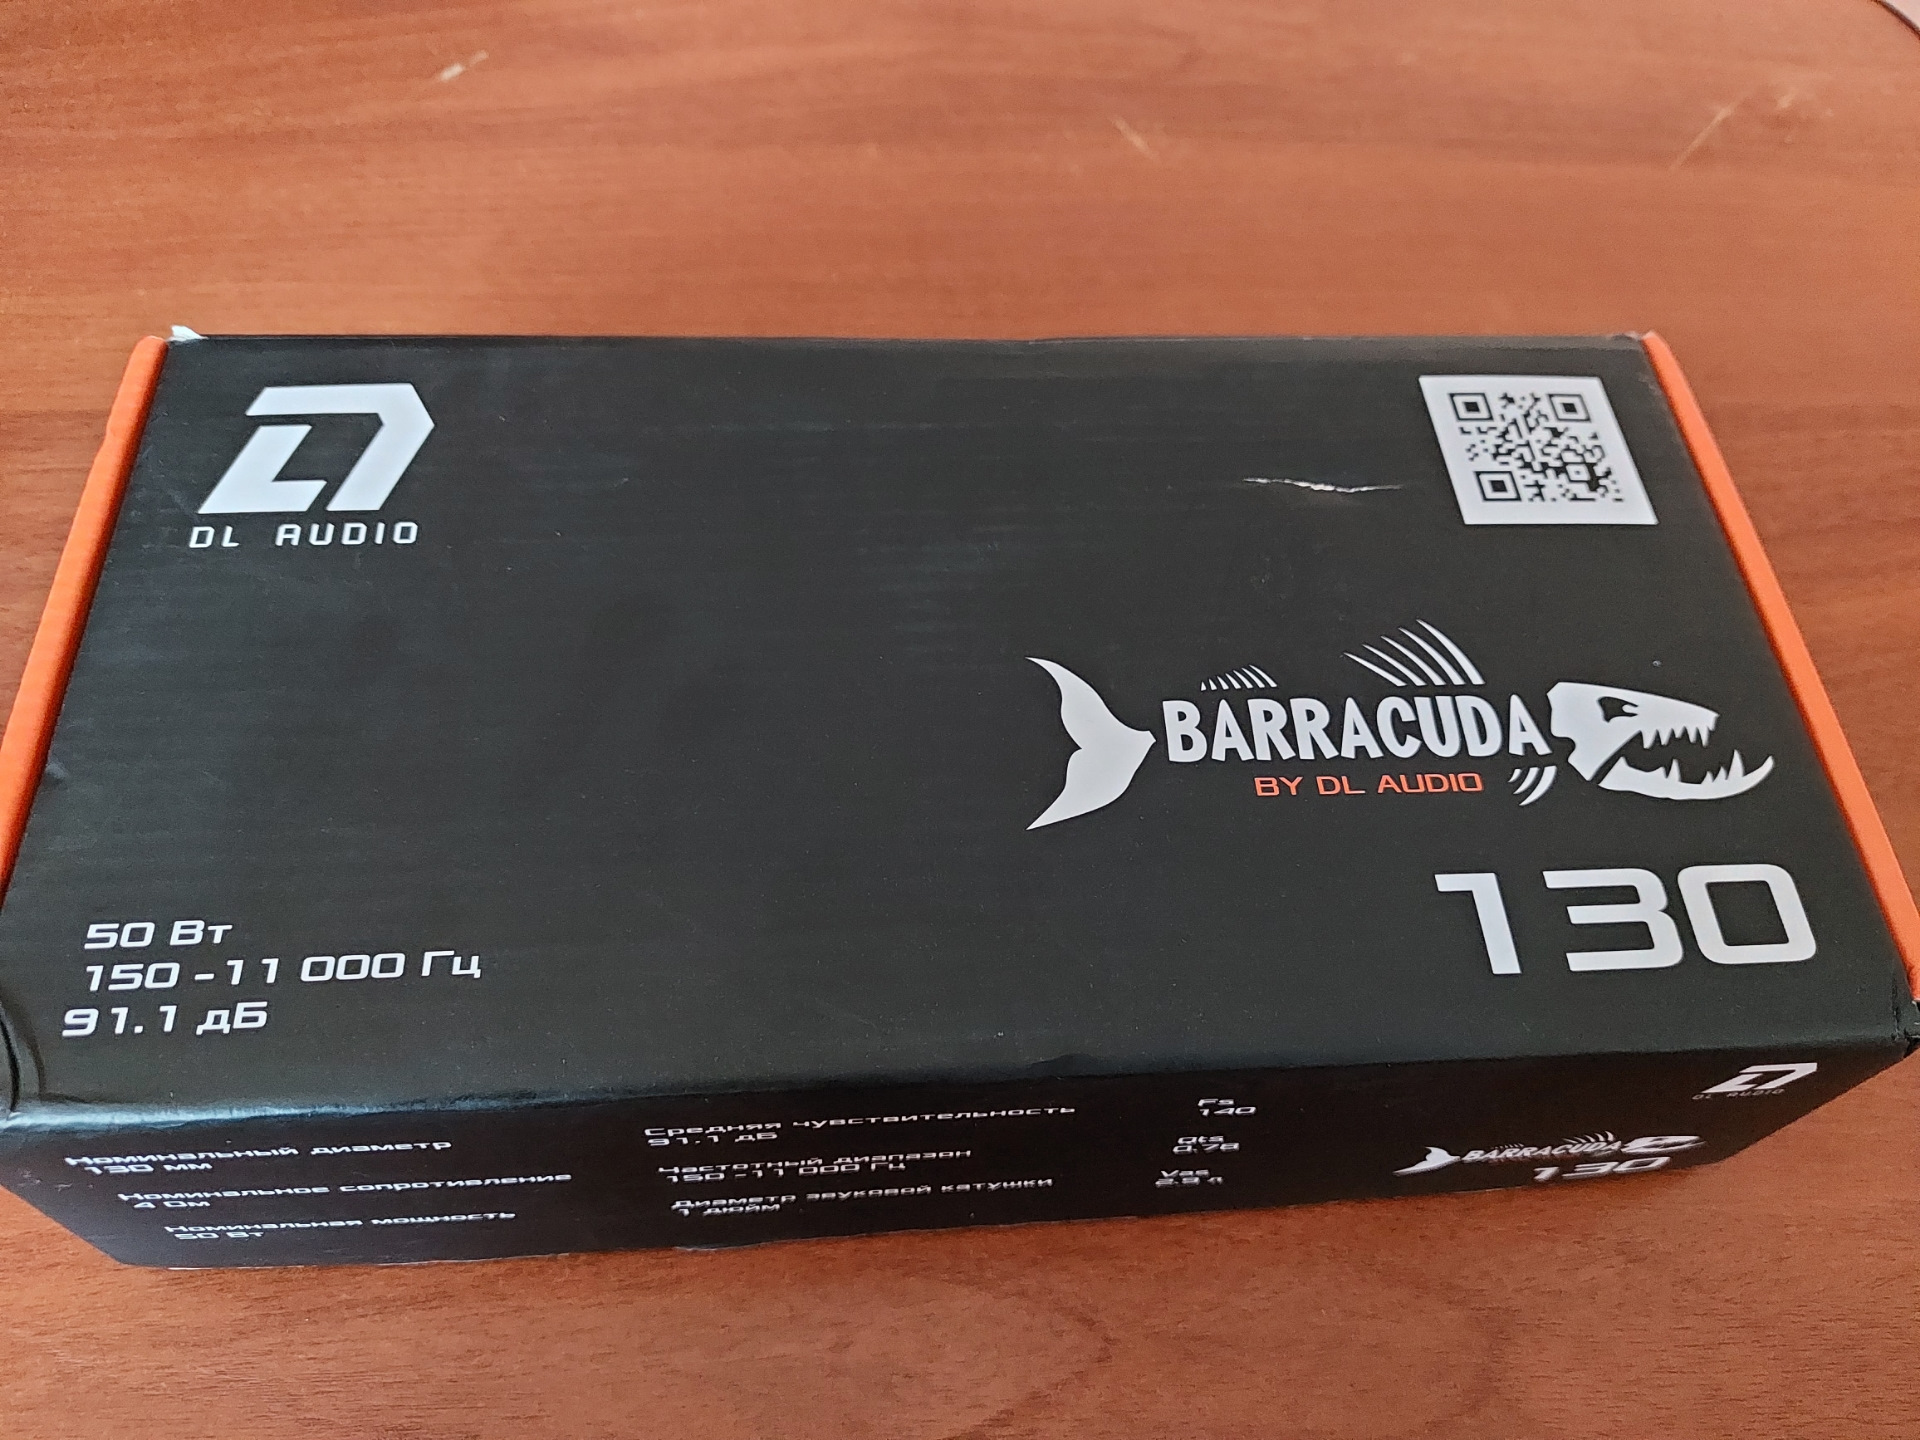 DL AUDIO
BARRACUDA
BY DL AUDIO
130
50 Вт
150 - 11 000 Гц
91.1 дБ
Номинальный диаметр
130 мм
Номинальное сопротивление
4 Ом
Номинальная мощность
50 Вт
Средняя чувствительность
91.1 дБ
Частотный диапазон
150 - 11 000 Гц
Диаметр звуковой катушки
1 дюйм
Fs
140
Qts
0.78
Vas
DL AUDIO
BARRACUDA
130